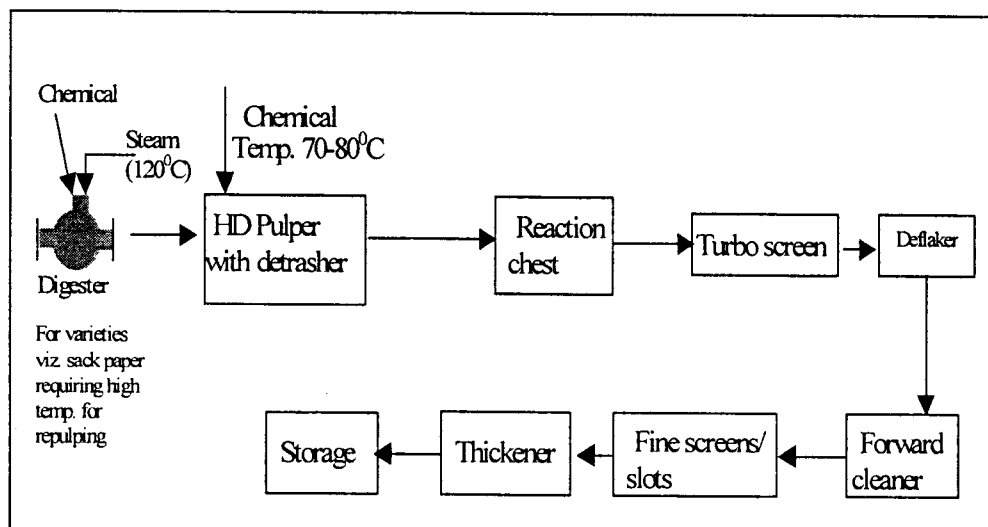 Chemical
Steam
(120⁰C)
Digester
For varieties
viz. sack paper
requiring high
temp. for
repulping
Chemical
Temp. 70-80⁰C
HD Pulper
with detrasher
Reaction
chest
Turbo screen
Deflaker
Forward
cleaner
Fine screens/
slots
Thickener
Storage